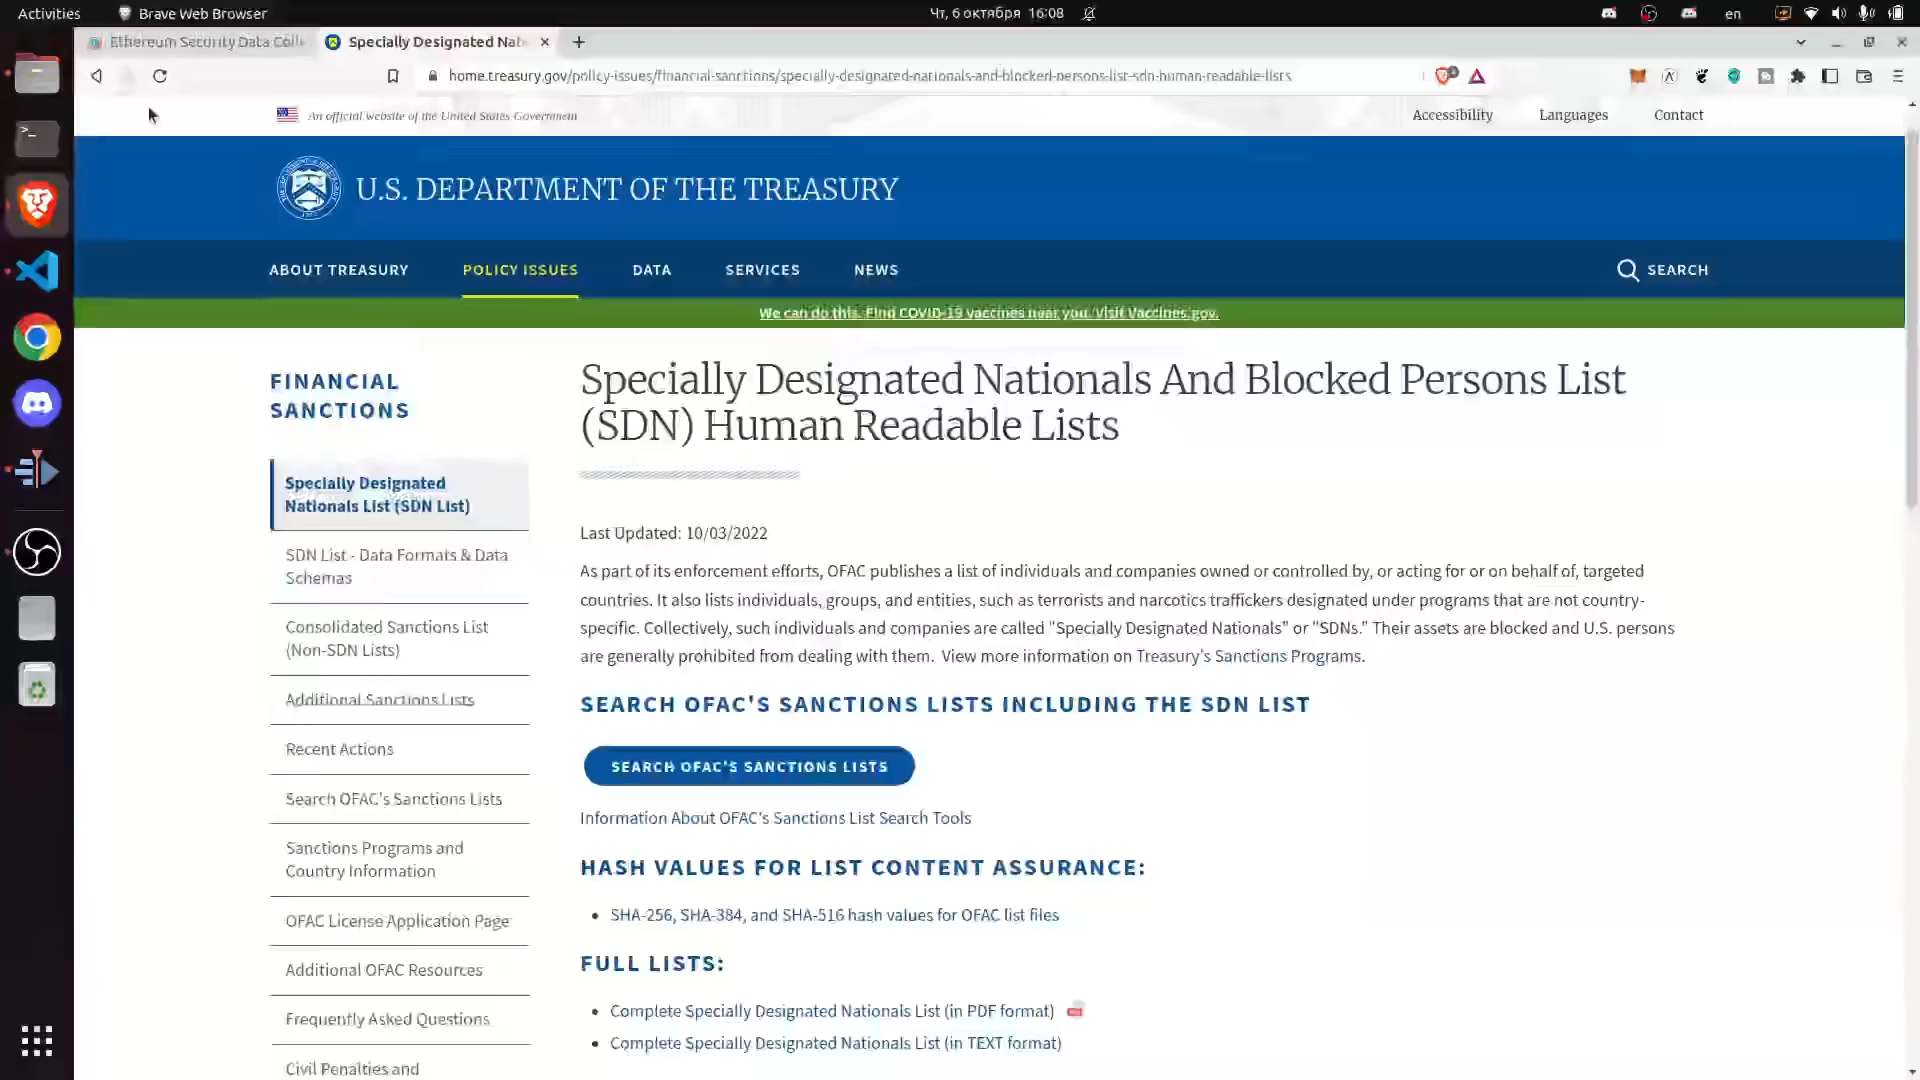 Activities
Brave Web Browser
Чт, 6 октября 16:08
en
Ethereum Security Data Coll
Specially Designated Nat
home.treasury.gov/policy-issues/financial-sanctions/specially-designated-nationals-and-blocked-persons-list-sdn-human-readable-lists
An official website of the United States Government
Accessibility
Languages
Contact
U.S. DEPARTMENT OF THE TREASURY
ABOUT TREASURY
POLICY ISSUES
DATA
SERVICES
NEWS
SEARCH
We can do this. Find COVID-19 vaccines near you. Visit Vaccines.gov.
FINANCIAL
SANCTIONS
Specially Designated
Nationals List (SDN List)
SDN List - Data Formats & Data
Schemas
Consolidated Sanctions List
(Non-SDN Lists)
Additional Sanctions Lists
Recent Actions
Search OFAC's Sanctions Lists
Sanctions Programs and
Country Information
OFAC License Application Page
Additional OFAC Resources
Frequently Asked Questions
Civil Penalties and
Specially Designated Nationals And Blocked Persons List
(SDN) Human Readable Lists
Last Updated: 10/03/2022
As part of its enforcement efforts, OFAC publishes a list of individuals and companies owned or controlled by, or acting for or on behalf of, targeted
countries. It also lists individuals, groups, and entities, such as terrorists and narcotics traffickers designated under programs that are not country-
specific. Collectively, such individuals and companies are called "Specially Designated Nationals" or "SDNs." Their assets are blocked and U.S. persons
are generally prohibited from dealing with them. View more information on Treasury's Sanctions Programs.
SEARCH OFAC'S SANCTIONS LISTS INCLUDING THE SDN LIST
SEARCH OFAC'S SANCTIONS LISTS
Information About OFAC's Sanctions List Search Tools
HASH VALUES FOR LIST CONTENT ASSURANCE:
SHA-256, SHA-384, and SHA-516 hash values for OFAC list files
FULL LISTS:
Complete Specially Designated Nationals List (in PDF format)
Complete Specially Designated Nationals List (in TEXT format)